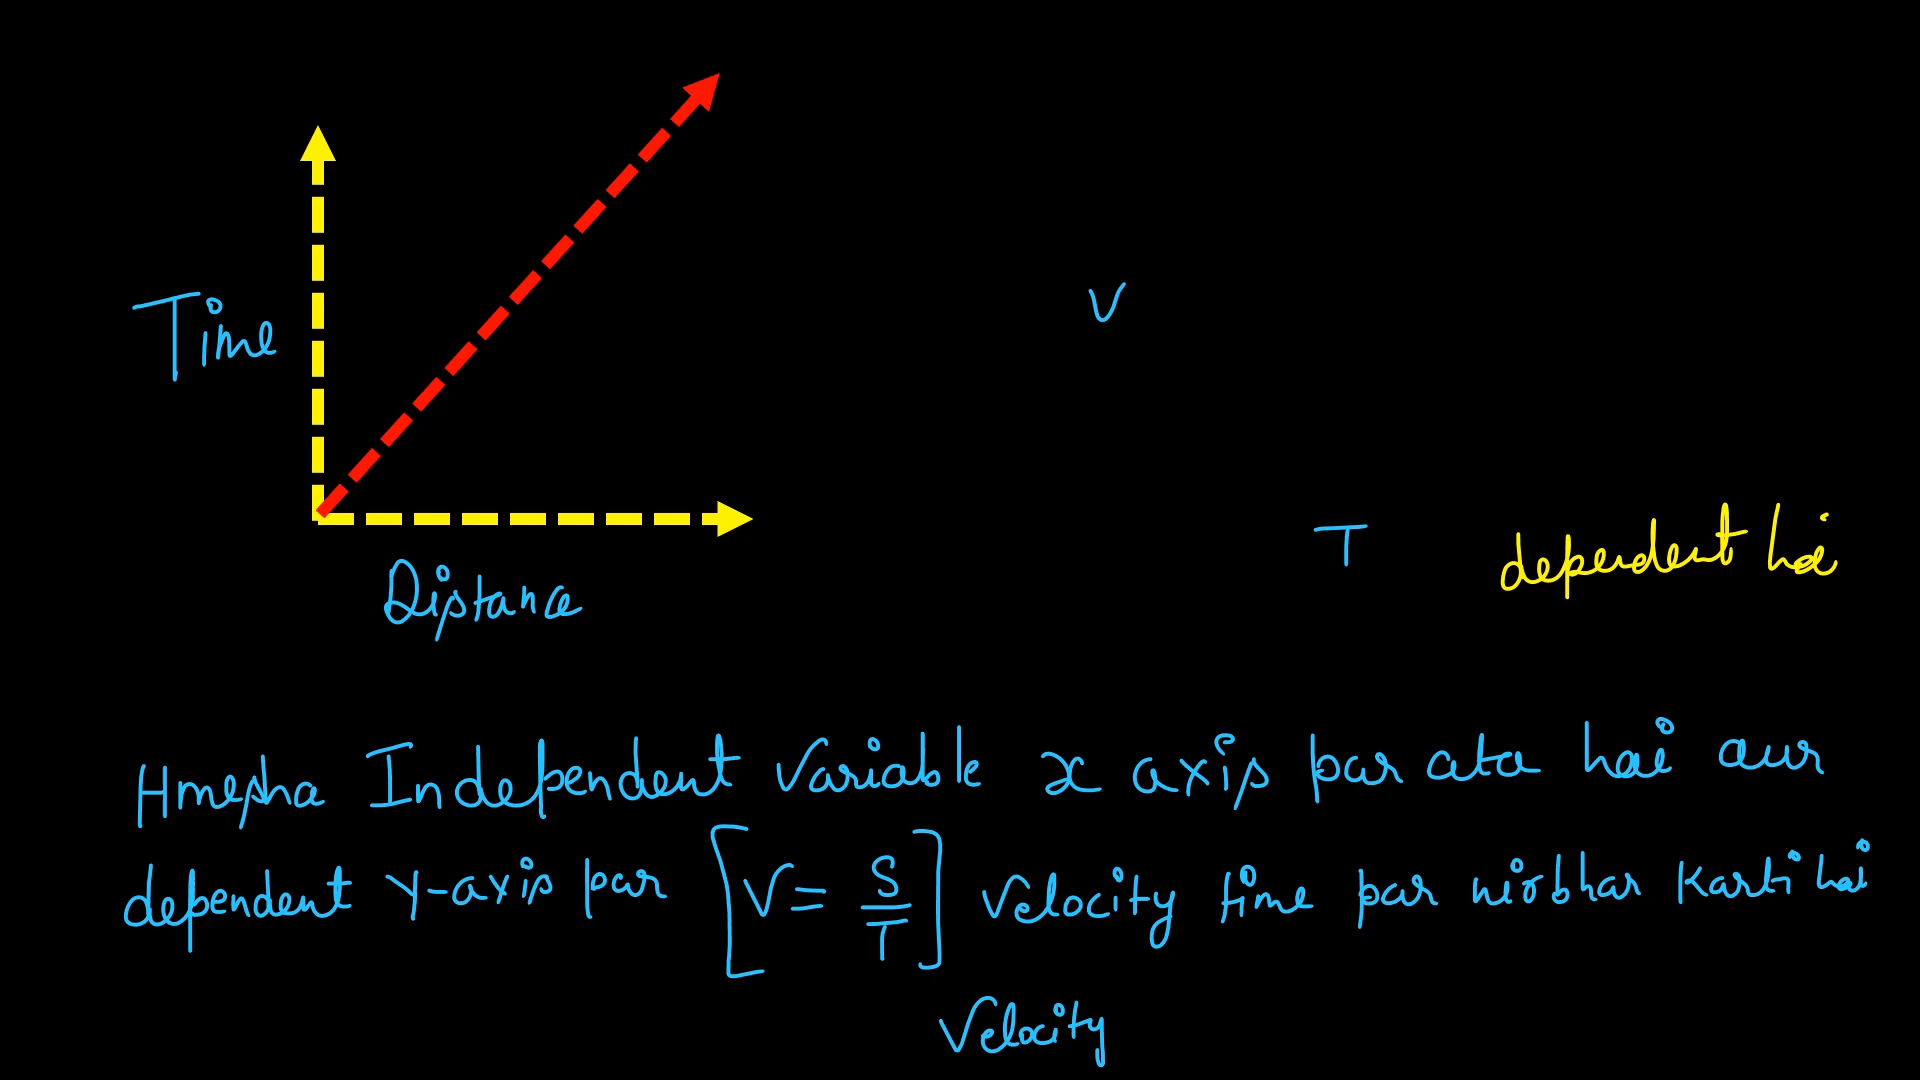 Time
V
T
dependent hai
Distance
Hmesha Independent Variable x axis par ata hai aur
dependent Y-axis par [V = S/T] Velocity time par nirbhar karti hai
Velocity